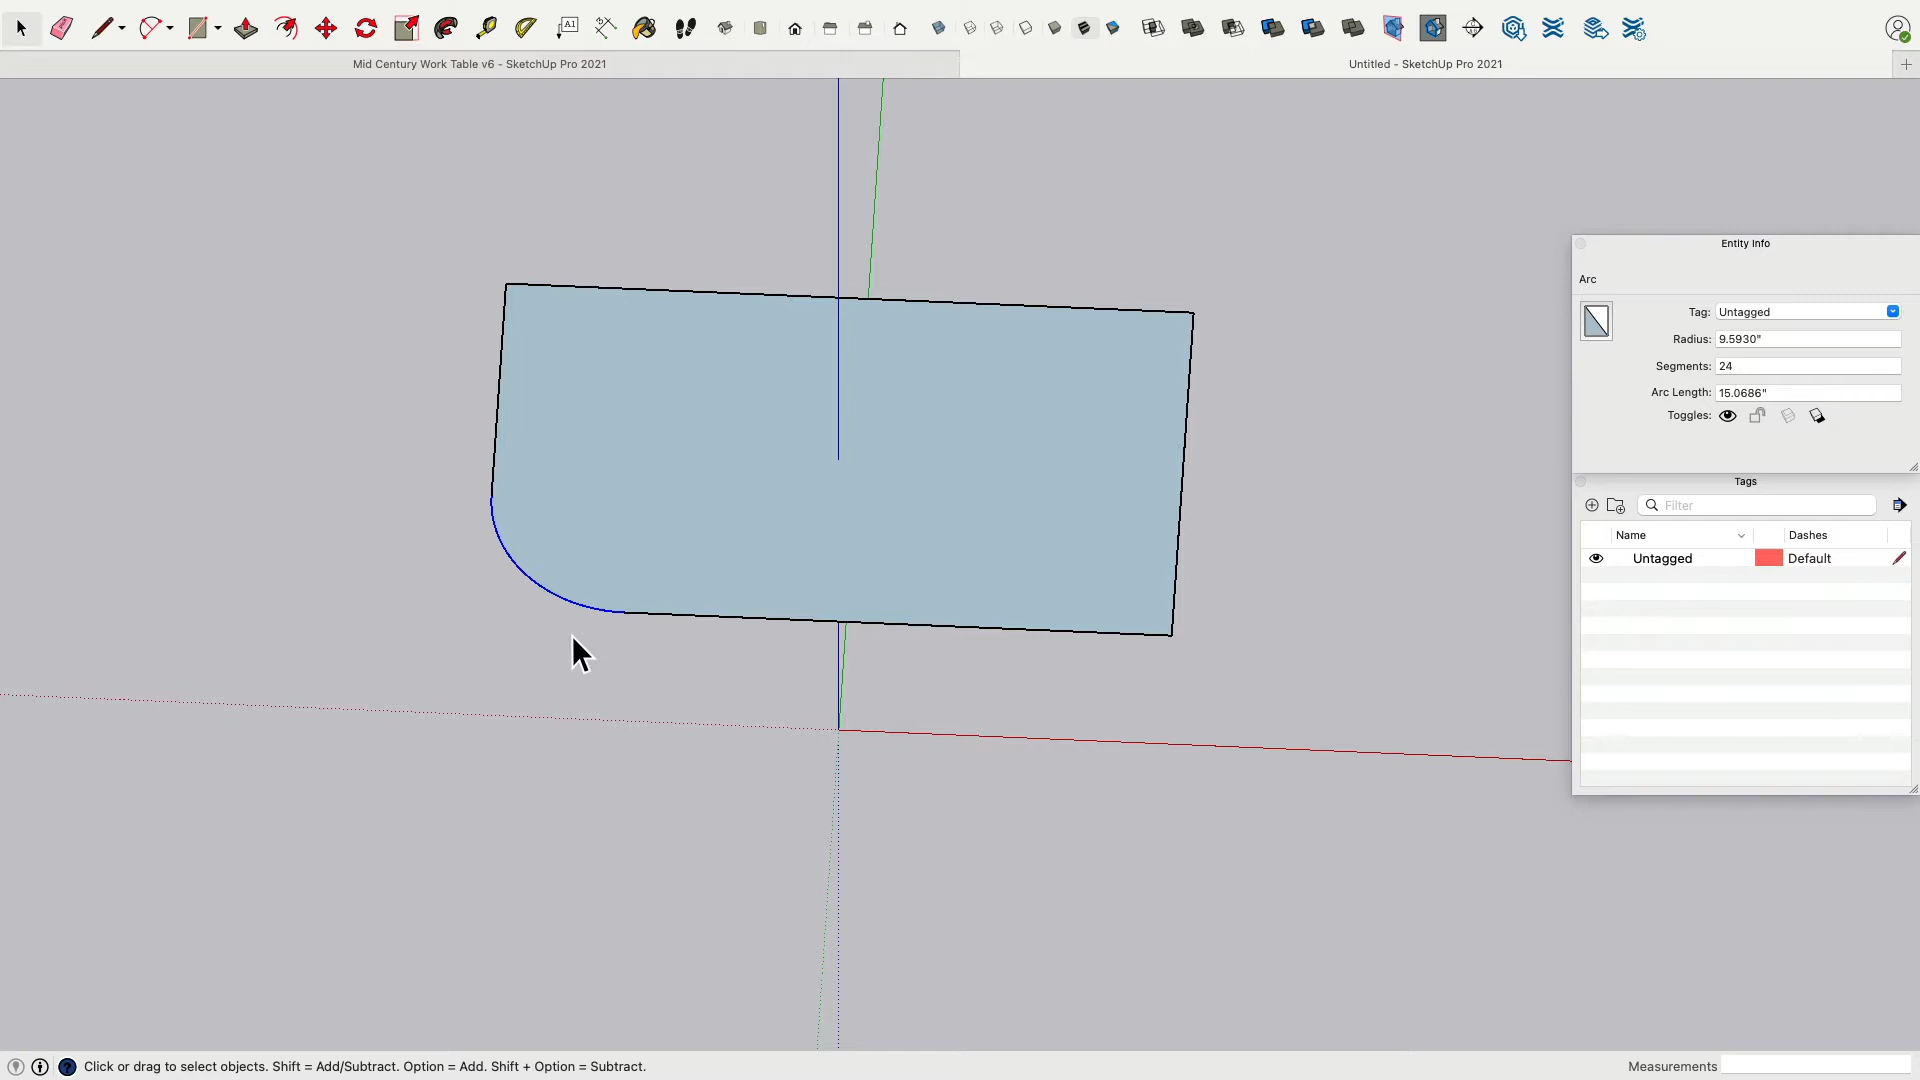 A1
Mid Century Work Table v6 - SketchUp Pro 2021
Untitled - SketchUp Pro 2021
Entity Info
Arc
Tag: Untagged
Radius: 9.5930"
Segments: 24
Arc Length: 15.0686"
Toggles:
Tags
Filter
Name Dashes
Untagged Default
Click or drag to select objects. Shift = Add/Subtract. Option = Add. Shift + Option = Subtract.
Measurements